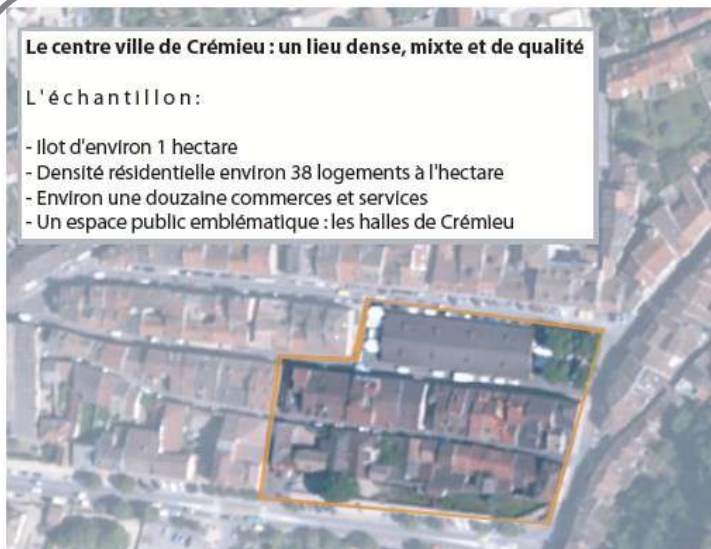 Le centre ville de Crémieu : un lieu dense, mixte et de qualité
L'échantillon:
- Ilot d'environ 1 hectare
- Densité résidentielle environ 38 logements à l'hectare
- Environ une douzaine commerces et services
- Un espace public emblématique : les halles de Crémieu